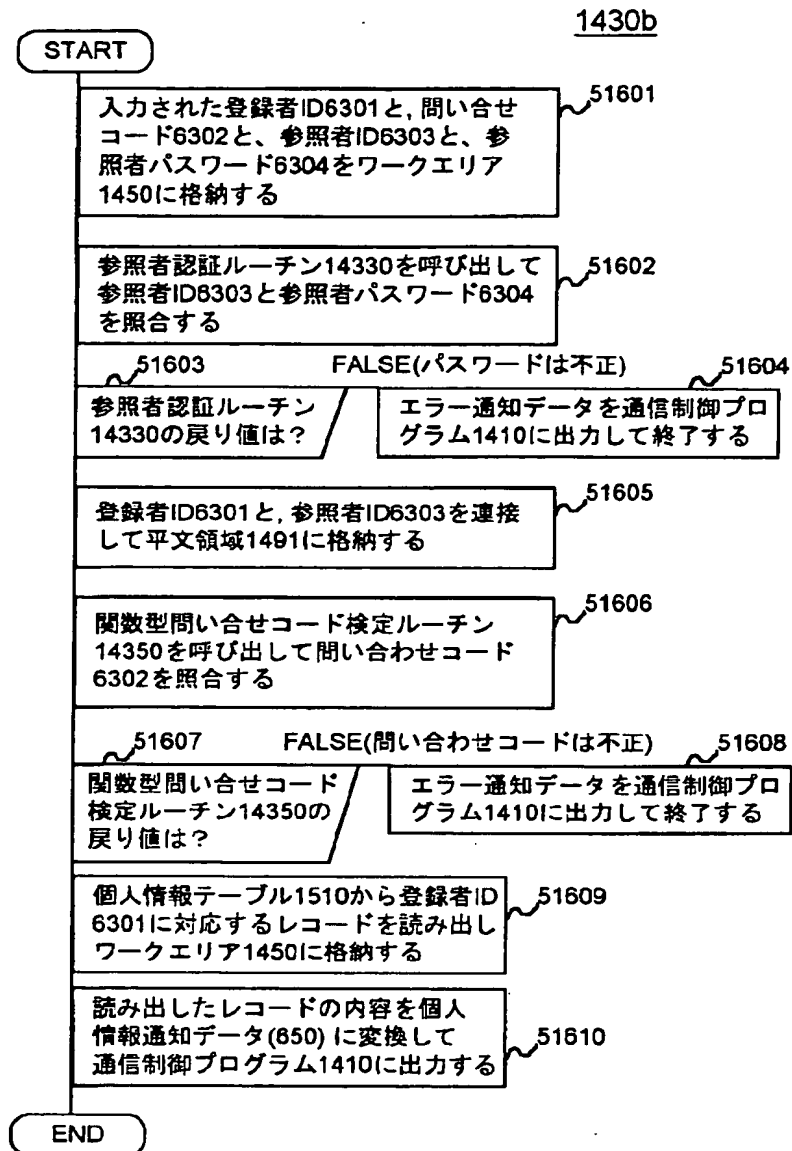 1430b
START
入力された登録者ID6301と, 問い合せ
コード6302と、参照者ID6303と、参
照者パスワード6304をワークエリア
1450に格納する
51601
参照者認証ルーチン14330を呼び出して
参照者ID6303と参照者パスワード6304
を照合する
51602
51603
FALSE(パスワードは不正)
51604
参照者認証ルーチン
14330の戻り値は?
エラー通知データを通信制御プロ
グラム1410に出力して終了する
登録者ID6301と, 参照者ID6303を連接
して平文領域1491に格納する
51605
関数型問い合せコード検定ルーチン
14350を呼び出して問い合わせコード
6302を照合する
51606
51607
FALSE(問い合わせコードは不正)
51608
関数型問い合せコード
検定ルーチン14350の
戻り値は?
エラー通知データを通信制御プロ
グラム1410に出力して終了する
個人情報テーブル1510から登録者ID
6301に対応するレコードを読み出し
ワークエリア1450に格納する
51609
読み出したレコードの内容を個人
情報通知データ(650) に変換して
通信制御プログラム1410に出力する
51610
END